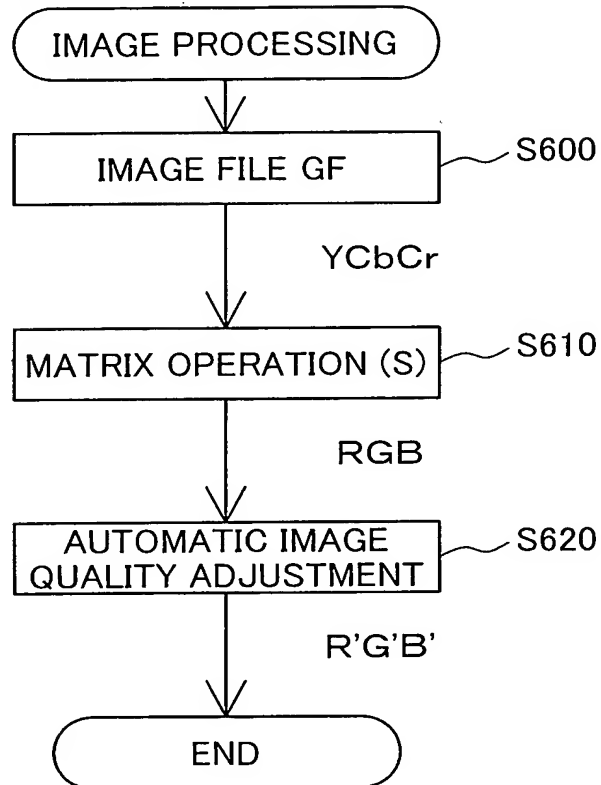 IMAGE PROCESSING
IMAGE FILE GF
S600
YCbCr
MATRIX OPERATION (S)
S610
RGB
AUTOMATIC IMAGE
QUALITY ADJUSTMENT
S620
R'G'B'
END